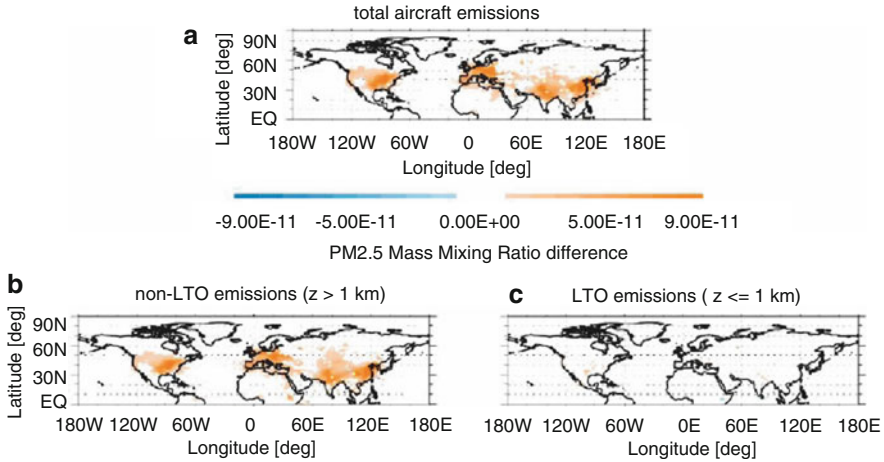 total aircraft emissions
a
Latitude [deg]
90N
60N
30N
EQ
180W 120W 60W 0 60E 120E 180E
Longitude [deg]
-9.00E-11 -5.00E-11 0.00E+00 5.00E-11 9.00E-11
PM2.5 Mass Mixing Ratio difference
b
non-LTO emissions (z > 1 km)
Latitude [deg]
90N
60N
30N
EQ
180W 120W 60W 0 60E 120E 180E
Longitude [deg]
c
LTO emissions ( z <= 1 km)
180W 120W 60W 0E 60E 120E 180E
Longitude [deg]